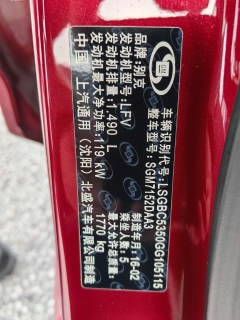 品牌:别克
车辆识别代号:LSGBC5350GG105115
整车型号:SGM7152DAA3
发动机型号:LFV
发动机排量:1.490 L
发动机最大净功率:119 kW
制造年月:16-02
乘坐人数:5
最大允许总质量:1770 kg
中国 上汽通用(沈阳)北盛汽车有限公司制造